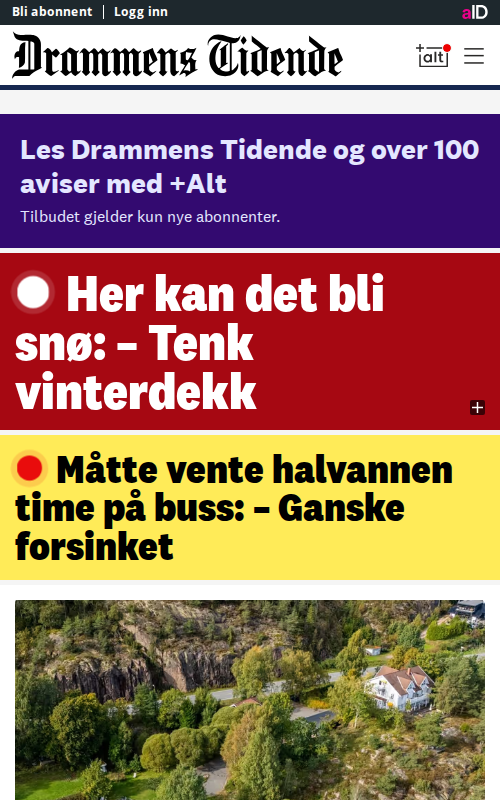 Bli abonnent | Logg inn
aID
Drammens Tidende
+alt
Les Drammens Tidende og over 100
aviser med +Alt
Tilbudet gjelder kun nye abonnenter.
Her kan det bli
snø: – Tenk
vinterdekk
+
Måtte vente halvannen
time på buss: – Ganske
forsinket